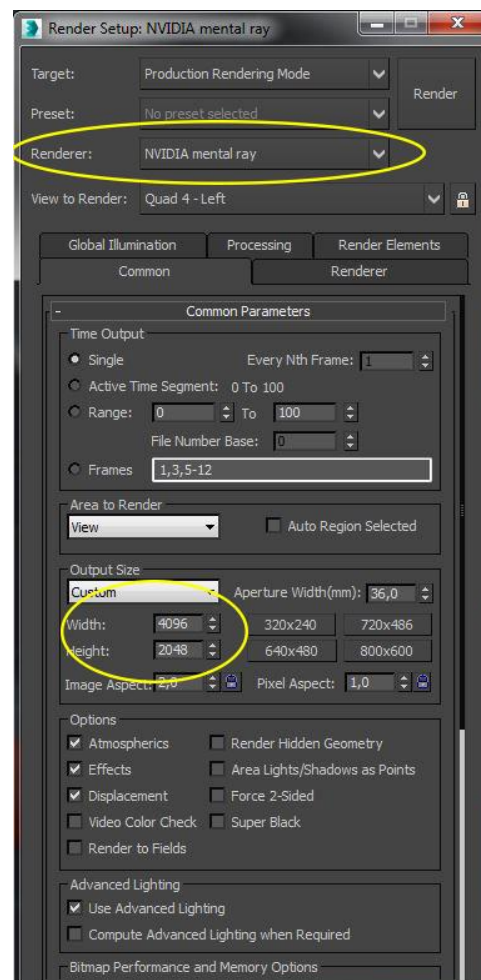 Render Setup: NVIDIA mental ray
Target: Production Rendering Mode
Render
Preset: No preset selected
Renderer: NVIDIA mental ray
View to Render: Quad 4 - Left
Global Illumination Processing Render Elements
Common Renderer
- Common Parameters
Time Output
Single Every Nth Frame: 1
Active Time Segment: 0 To 100
Range: 0 To 100
File Number Base: 0
Frames 1,3,5-12
Area to Render
View Auto Region Selected
Output Size
Custom Aperture Width(mm): 36,0
Width: 4096 320x240 720x486
Height: 2048 640x480 800x600
Image Aspect: 2,0 Pixel Aspect: 1,0
Options
Atmospherics Render Hidden Geometry
Effects Area Lights/Shadows as Points
Displacement Force 2-Sided
Video Color Check Super Black
Render to Fields
Advanced Lighting
Use Advanced Lighting
Compute Advanced Lighting when Required
Bitmap Performance and Memory Options